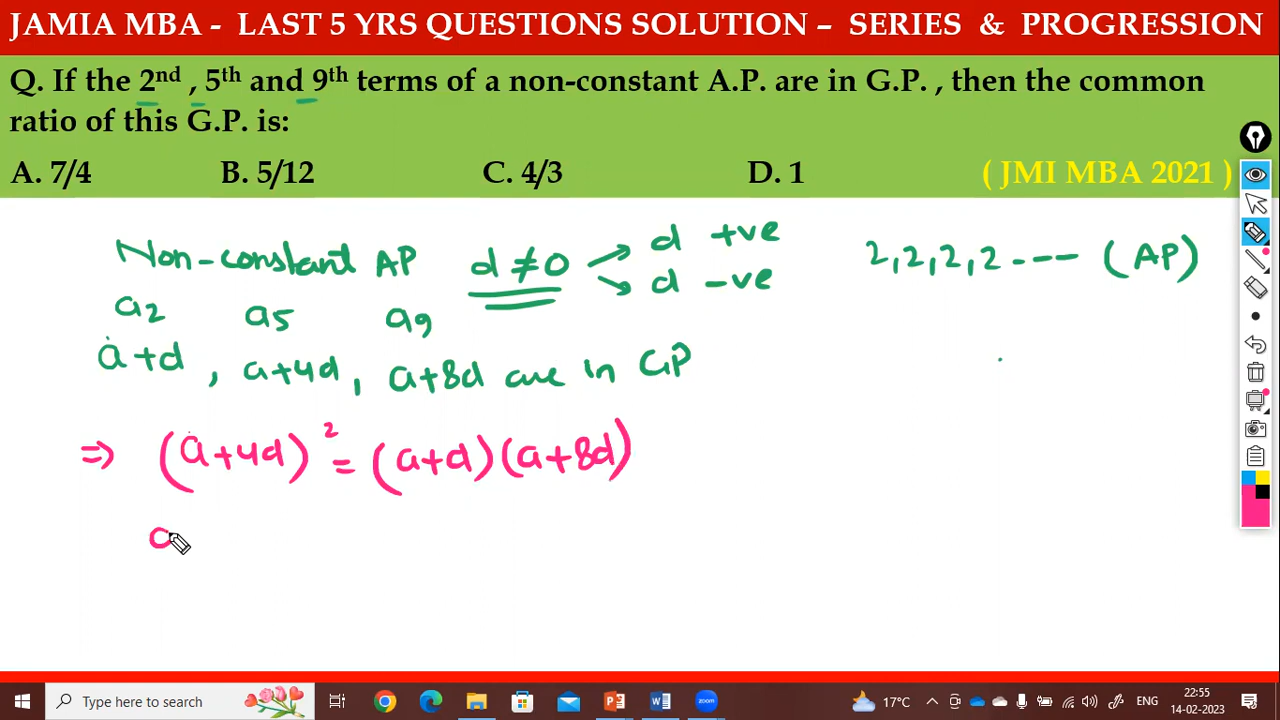 JAMIA MBA - LAST 5 YRS QUESTIONS SOLUTION – SERIES & PROGRESSION
Q. If the 2nd , 5th and 9th terms of a non-constant A.P. are in G.P. , then the common
ratio of this G.P. is:
A. 7/4 B. 5/12 C. 4/3 D. 1 ( JMI MBA 2021 )
Non-constant AP d ≠ 0 d +ve 2,2,2,2 - - - (AP)
d -ve
a2 a5 a9
a+d , a+4d , a+8d are in GP
⇒ (a+4d)² = (a+d)(a+8d)
a
Type here to search 17°C ENG 22:55
14-02-2023